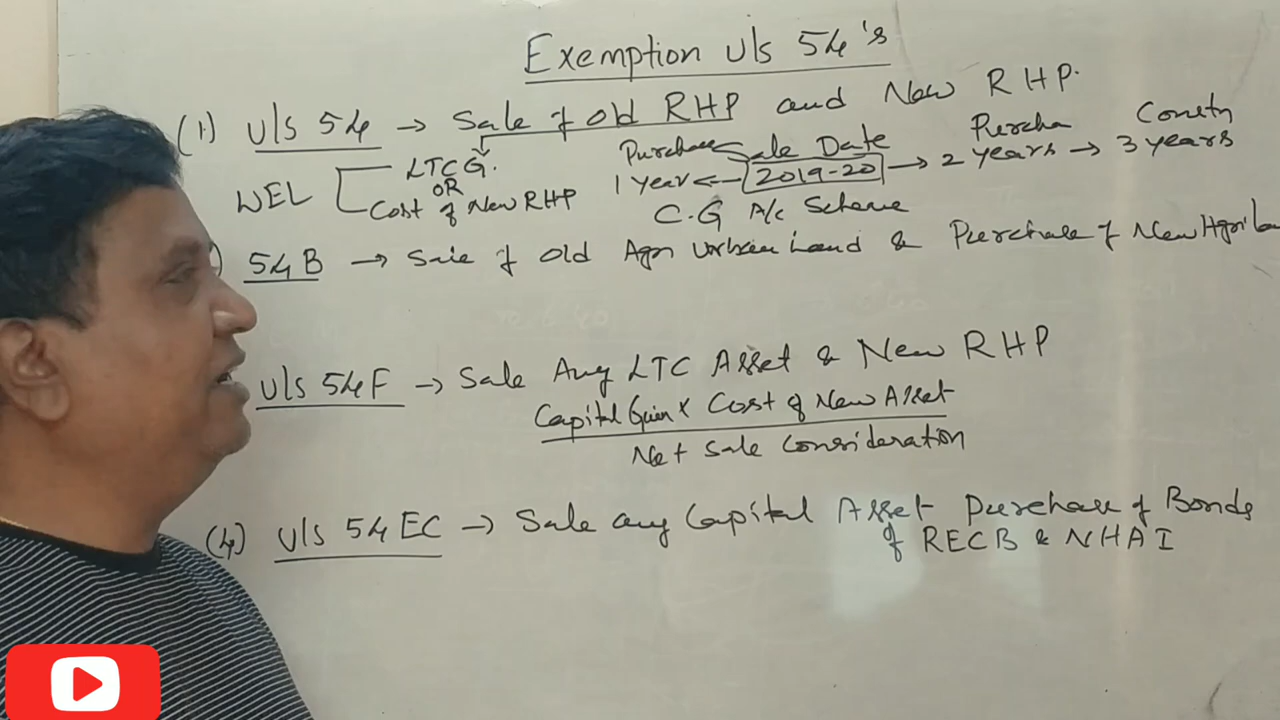 Exemption u/s 54's
(1.) U/S 54 → Sale of old RHP and New RHP.
WEL LTCG. OR Cost of New RHP
Purchase Sale Date Purcha Constn
1 year ← 2019-20 → 2 years → 3 years
C.G A/c Scheme
) 54B → Sale of old Agri Urban Land & Purchase of New Agri La
U/S 54F → Sale Any LTC Asset & New RHP
Capital Gain x Cost of New Asset
Net Sale Consideration
(4) U/S 54EC → Sale any Capital Asset Purchase of Bonds
of RECB & NHAI